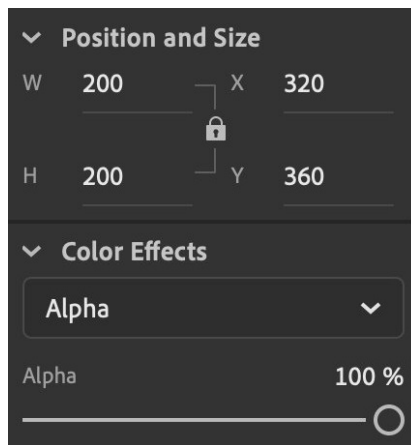 Position and Size
W 200 X 320
H 200 Y 360
Color Effects
Alpha
Alpha 100 %